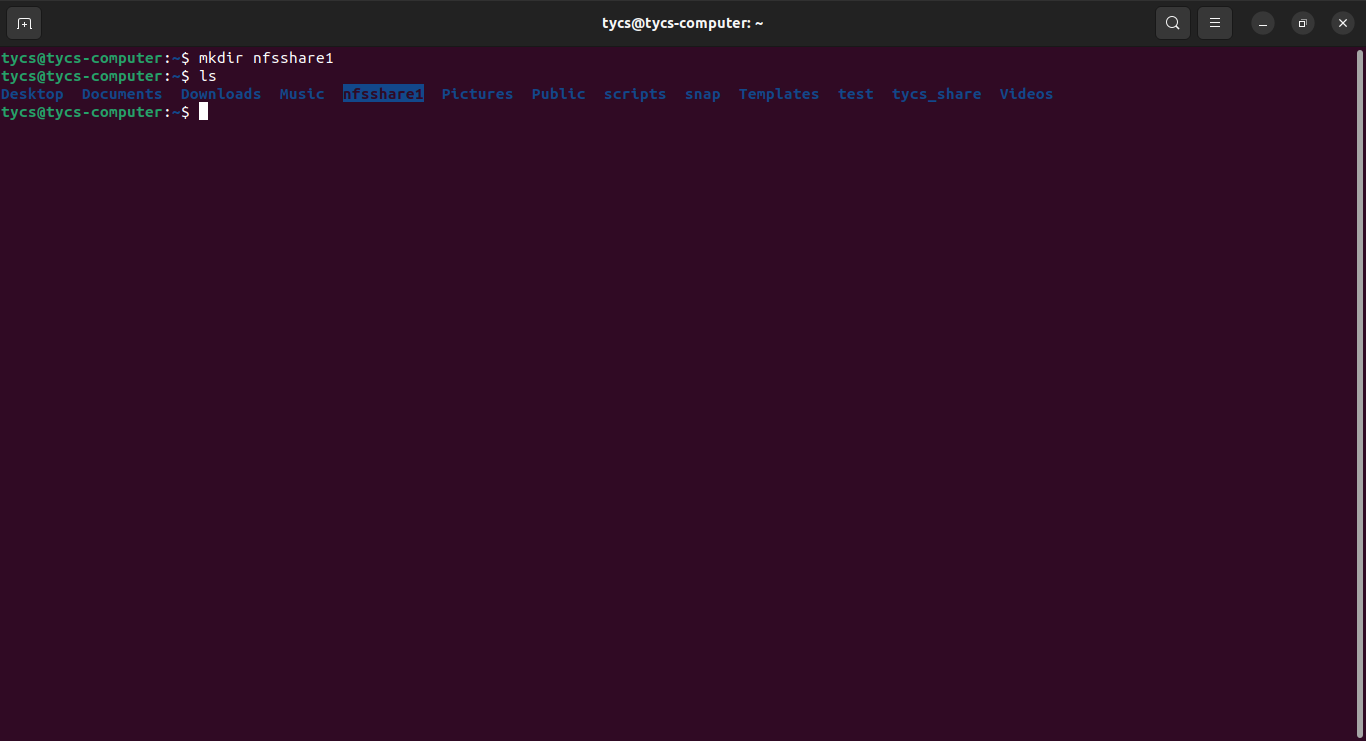 tycs@tycs-computer: ~
tycs@tycs-computer:~$ mkdir nfsshare1
tycs@tycs-computer:~$ ls
Desktop  Documents  Downloads  Music  nfsshare1  Pictures  Public  scripts  snap  Templates  test  tycs_share  Videos
tycs@tycs-computer:~$